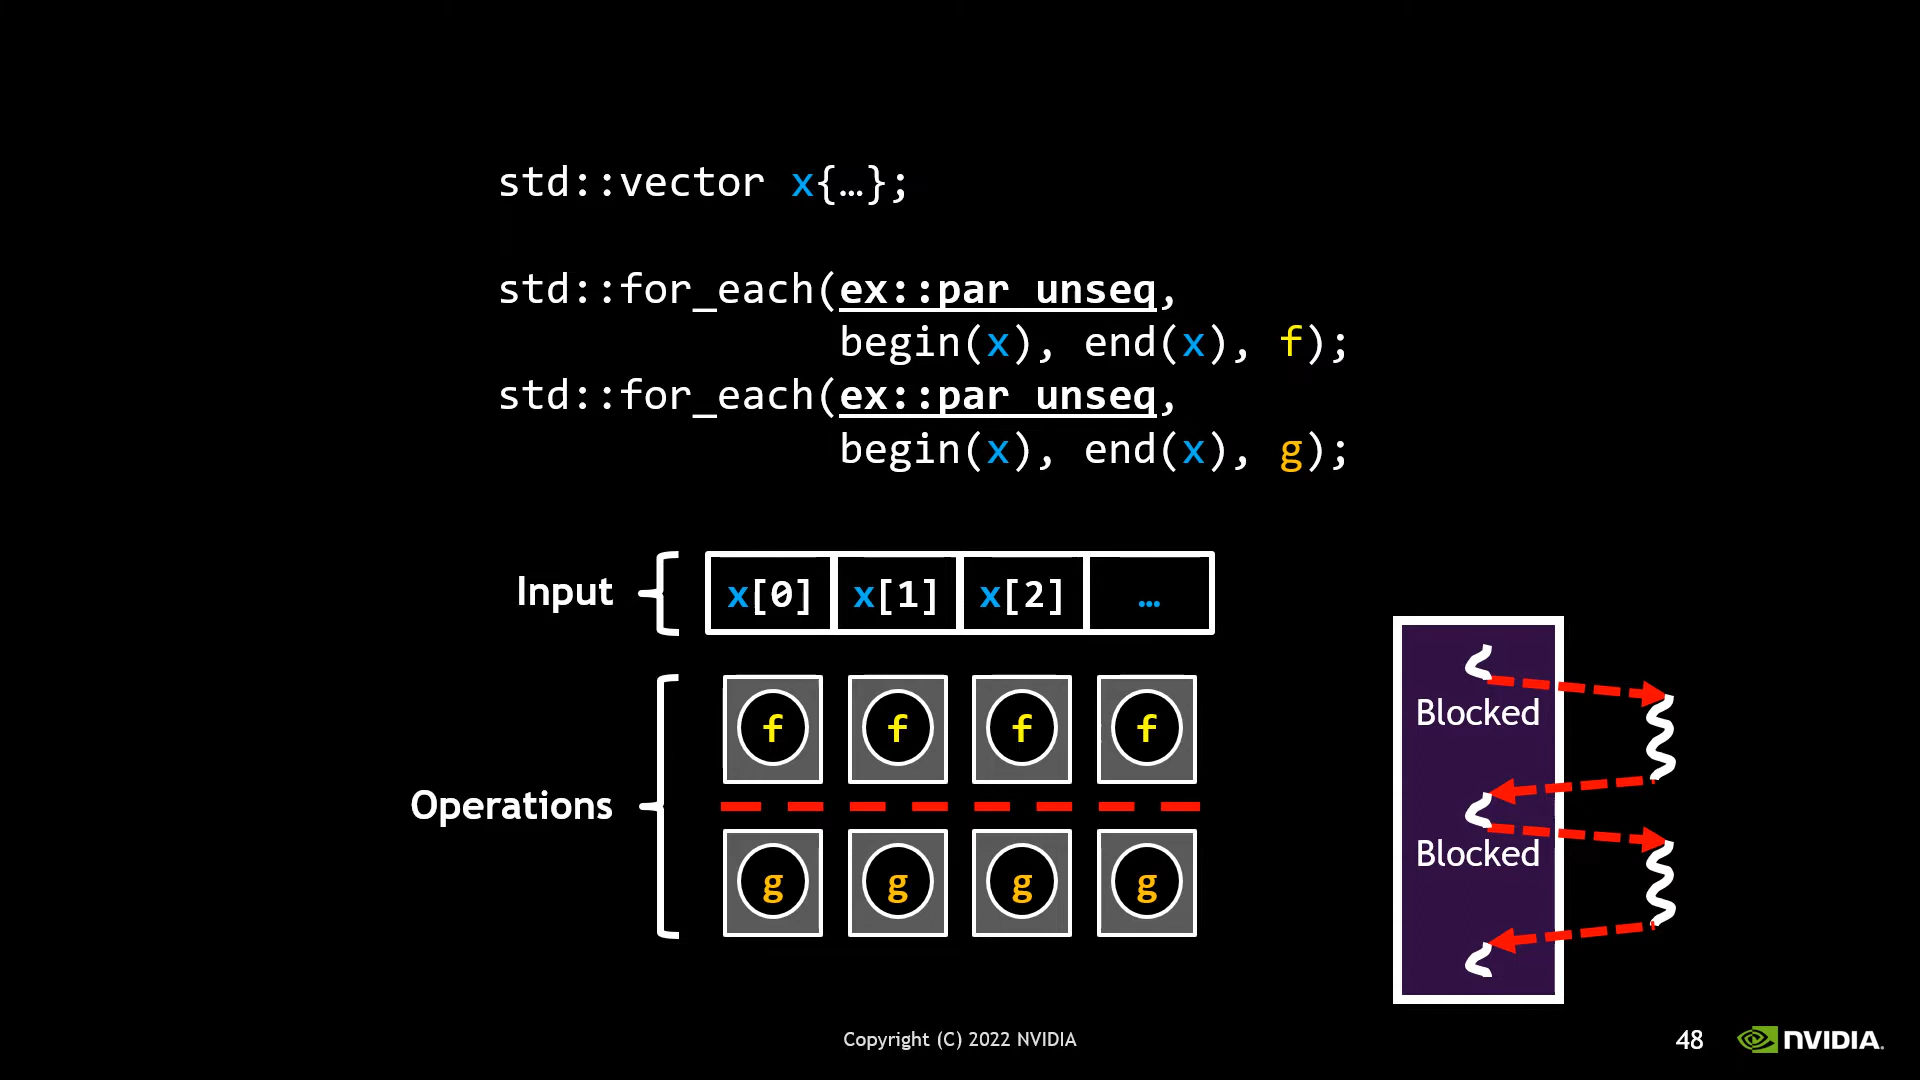 std::vector x{…};
std::for_each(ex::par_unseq,
begin(x), end(x), f);
std::for_each(ex::par_unseq,
begin(x), end(x), g);
Input
x[0] x[1] x[2] …
f f f f
Operations
g g g g
Blocked
Blocked
Copyright (C) 2022 NVIDIA
48
NVIDIA.